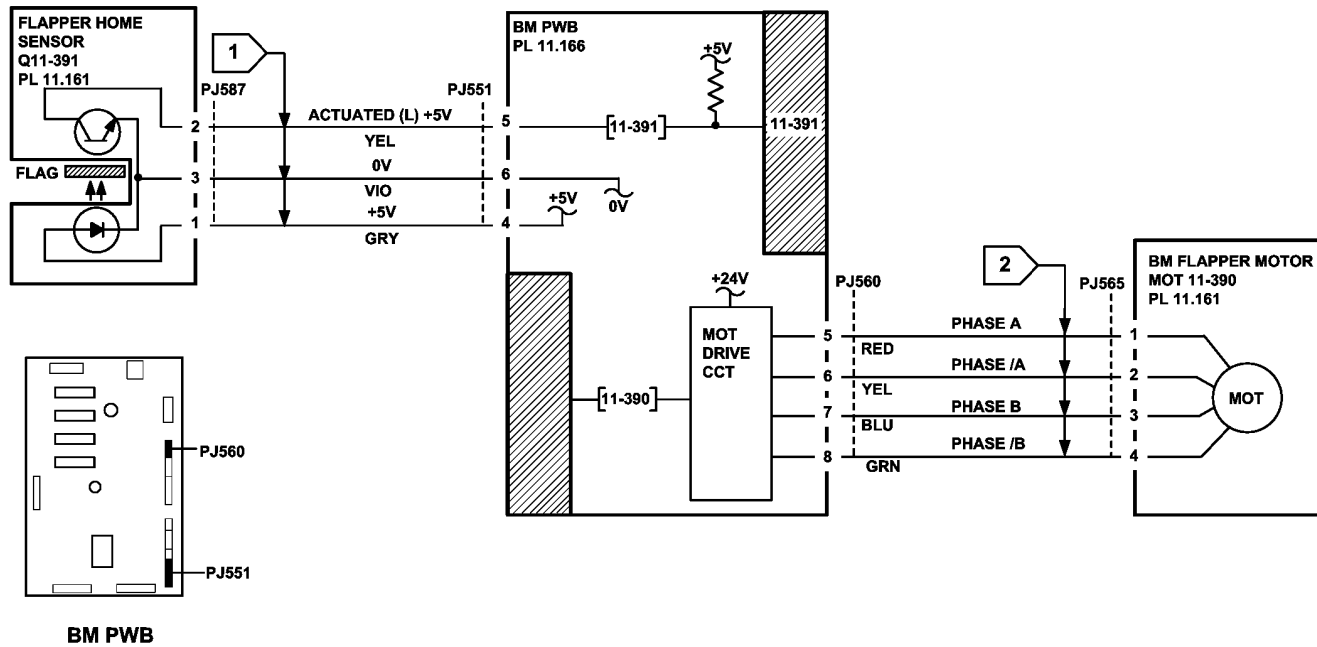 FLAPPER HOME
SENSOR
Q11-391
PL 11.161
FLAG
1
PJ587
PJ551
2
ACTUATED (L) +5V
5
YEL
0V
3
6
VIO
+5V
1
4
GRY
BM PWB
PL 11.166
+5V
[11-391]
11-391
+5V
0V
+24V
MOT
DRIVE
CCT
[11-390]
PJ560
2
PJ565
BM FLAPPER MOTOR
MOT 11-390
PL 11.161
5
PHASE A
1
RED
6
PHASE /A
2
YEL
7
PHASE B
3
BLU
8
PHASE /B
4
GRN
MOT
PJ560
PJ551
BM PWB